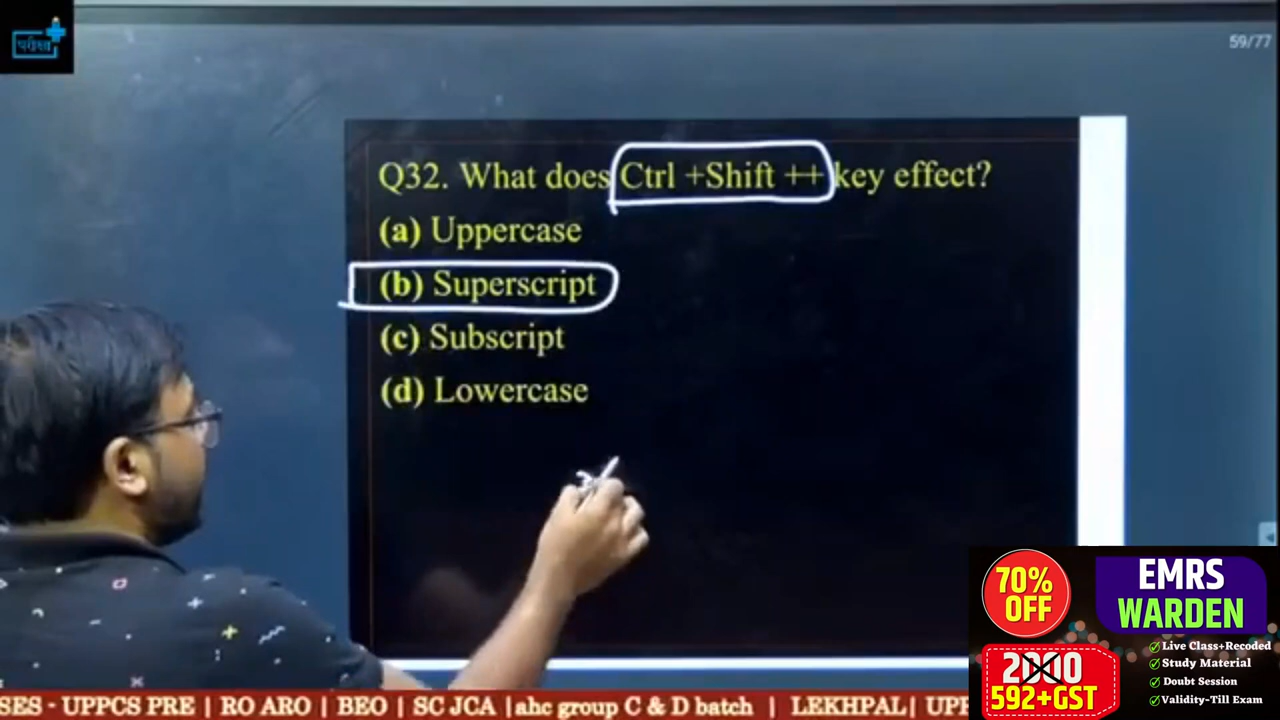 परीक्षा
59/77
Q32. What does Ctrl +Shift ++ key effect?
(a) Uppercase
(b) Superscript
(c) Subscript
(d) Lowercase
70%
OFF
EMRS
WARDEN
2000
592+GST
Live Class+Recoded
Study Material
Doubt Session
Validity-Till Exam
SES - UPPCS PRE | RO ARO | BEO | SC JCA |ahc group C & D batch | LEKHPAL| UPP